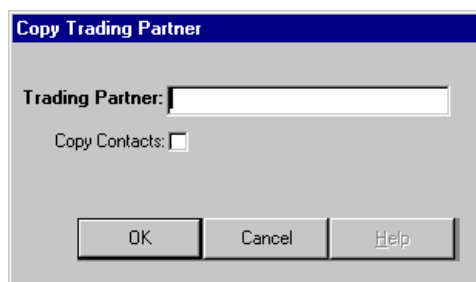 Copy Trading Partner
Trading Partner:
Copy Contacts:
OK Cancel Help